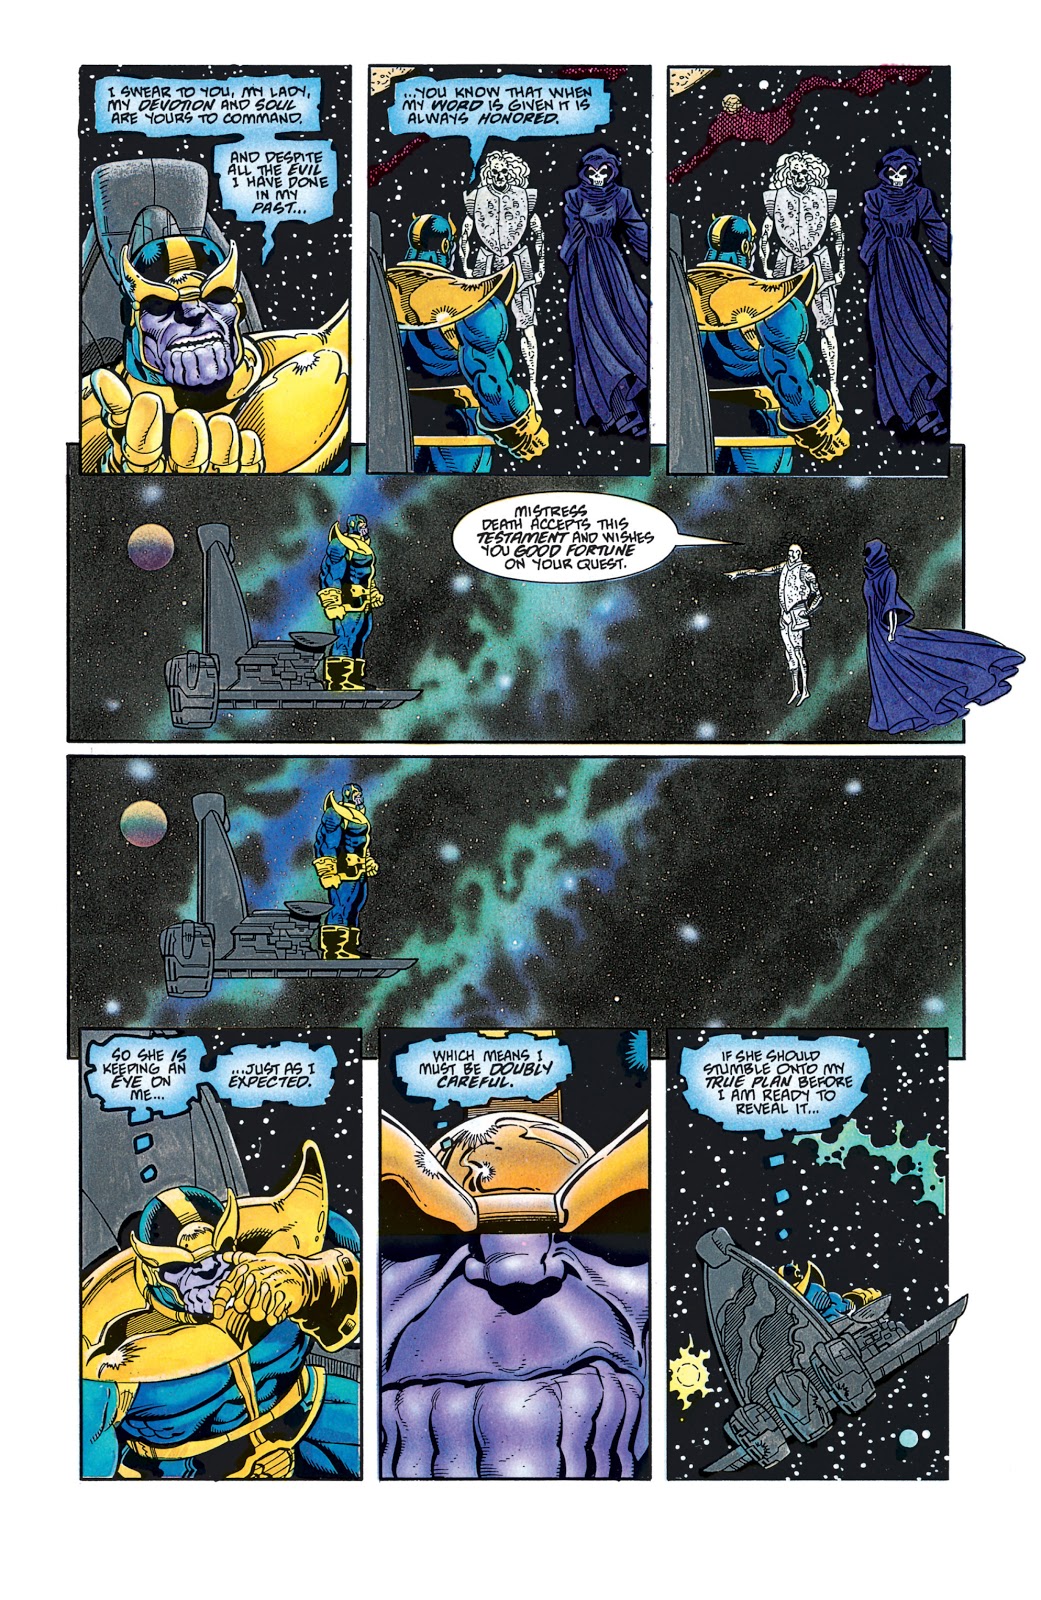 I SWEAR TO YOU, MY LADY,
MY DEVOTION AND SOUL
ARE YOURS TO COMMAND.
AND DESPITE
ALL THE EVIL
I HAVE DONE
IN MY
PAST...
...YOU KNOW THAT WHEN
MY WORD IS GIVEN IT IS
ALWAYS HONORED.
MISTRESS
DEATH ACCEPTS THIS
TESTAMENT AND WISHES
YOU GOOD FORTUNE
ON YOUR QUEST.
SO SHE IS
KEEPING AN
EYE ON
ME...
...JUST AS I
EXPECTED.
WHICH MEANS I
MUST BE DOUBLY
CAREFUL.
IF SHE SHOULD
STUMBLE ONTO MY
TRUE PLAN BEFORE
I AM READY TO
REVEAL IT...